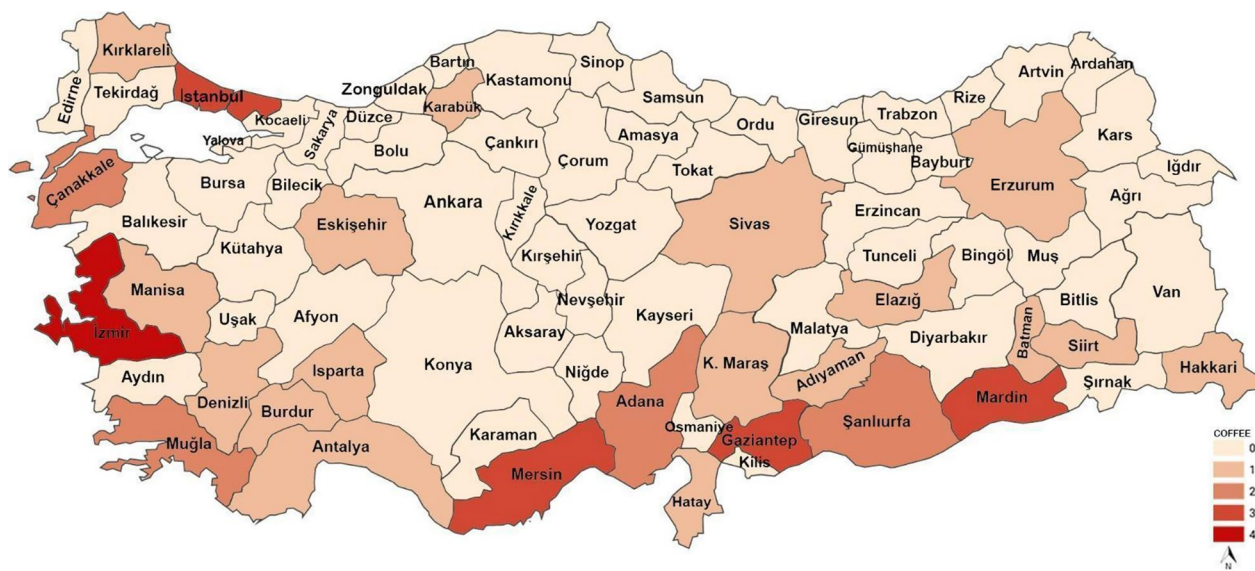 Kırklareli
Edirne
Tekirdağ
İstanbul
Kocaeli
Yalova
Sakarya
Düzce
Zonguldak
Bartın
Karabük
Kastamonu
Sinop
Samsun
Ordu
Giresun
Trabzon
Rize
Artvin
Ardahan
Kars
Iğdır
Ağrı
Erzurum
Bayburt
Gümüşhane
Erzincan
Tokat
Amasya
Çorum
Çankırı
Bolu
Bilecik
Bursa
Çanakkale
Balıkesir
Kütahya
Eskişehir
Ankara
Kırıkkale
Yozgat
Sivas
Kırşehir
Nevşehir
Kayseri
Tunceli
Bingöl
Muş
Bitlis
Van
Elazığ
Malatya
Diyarbakır
Batman
Siirt
Hakkari
Şırnak
Mardin
Şanlıurfa
Adıyaman
K. Maraş
Gaziantep
Kilis
Osmaniye
Hatay
Adana
Niğde
Aksaray
Konya
Karaman
Mersin
Antalya
Isparta
Burdur
Afyon
Uşak
Manisa
İzmir
Aydın
Denizli
Muğla
COFFEE
0
1
2
3
4
N